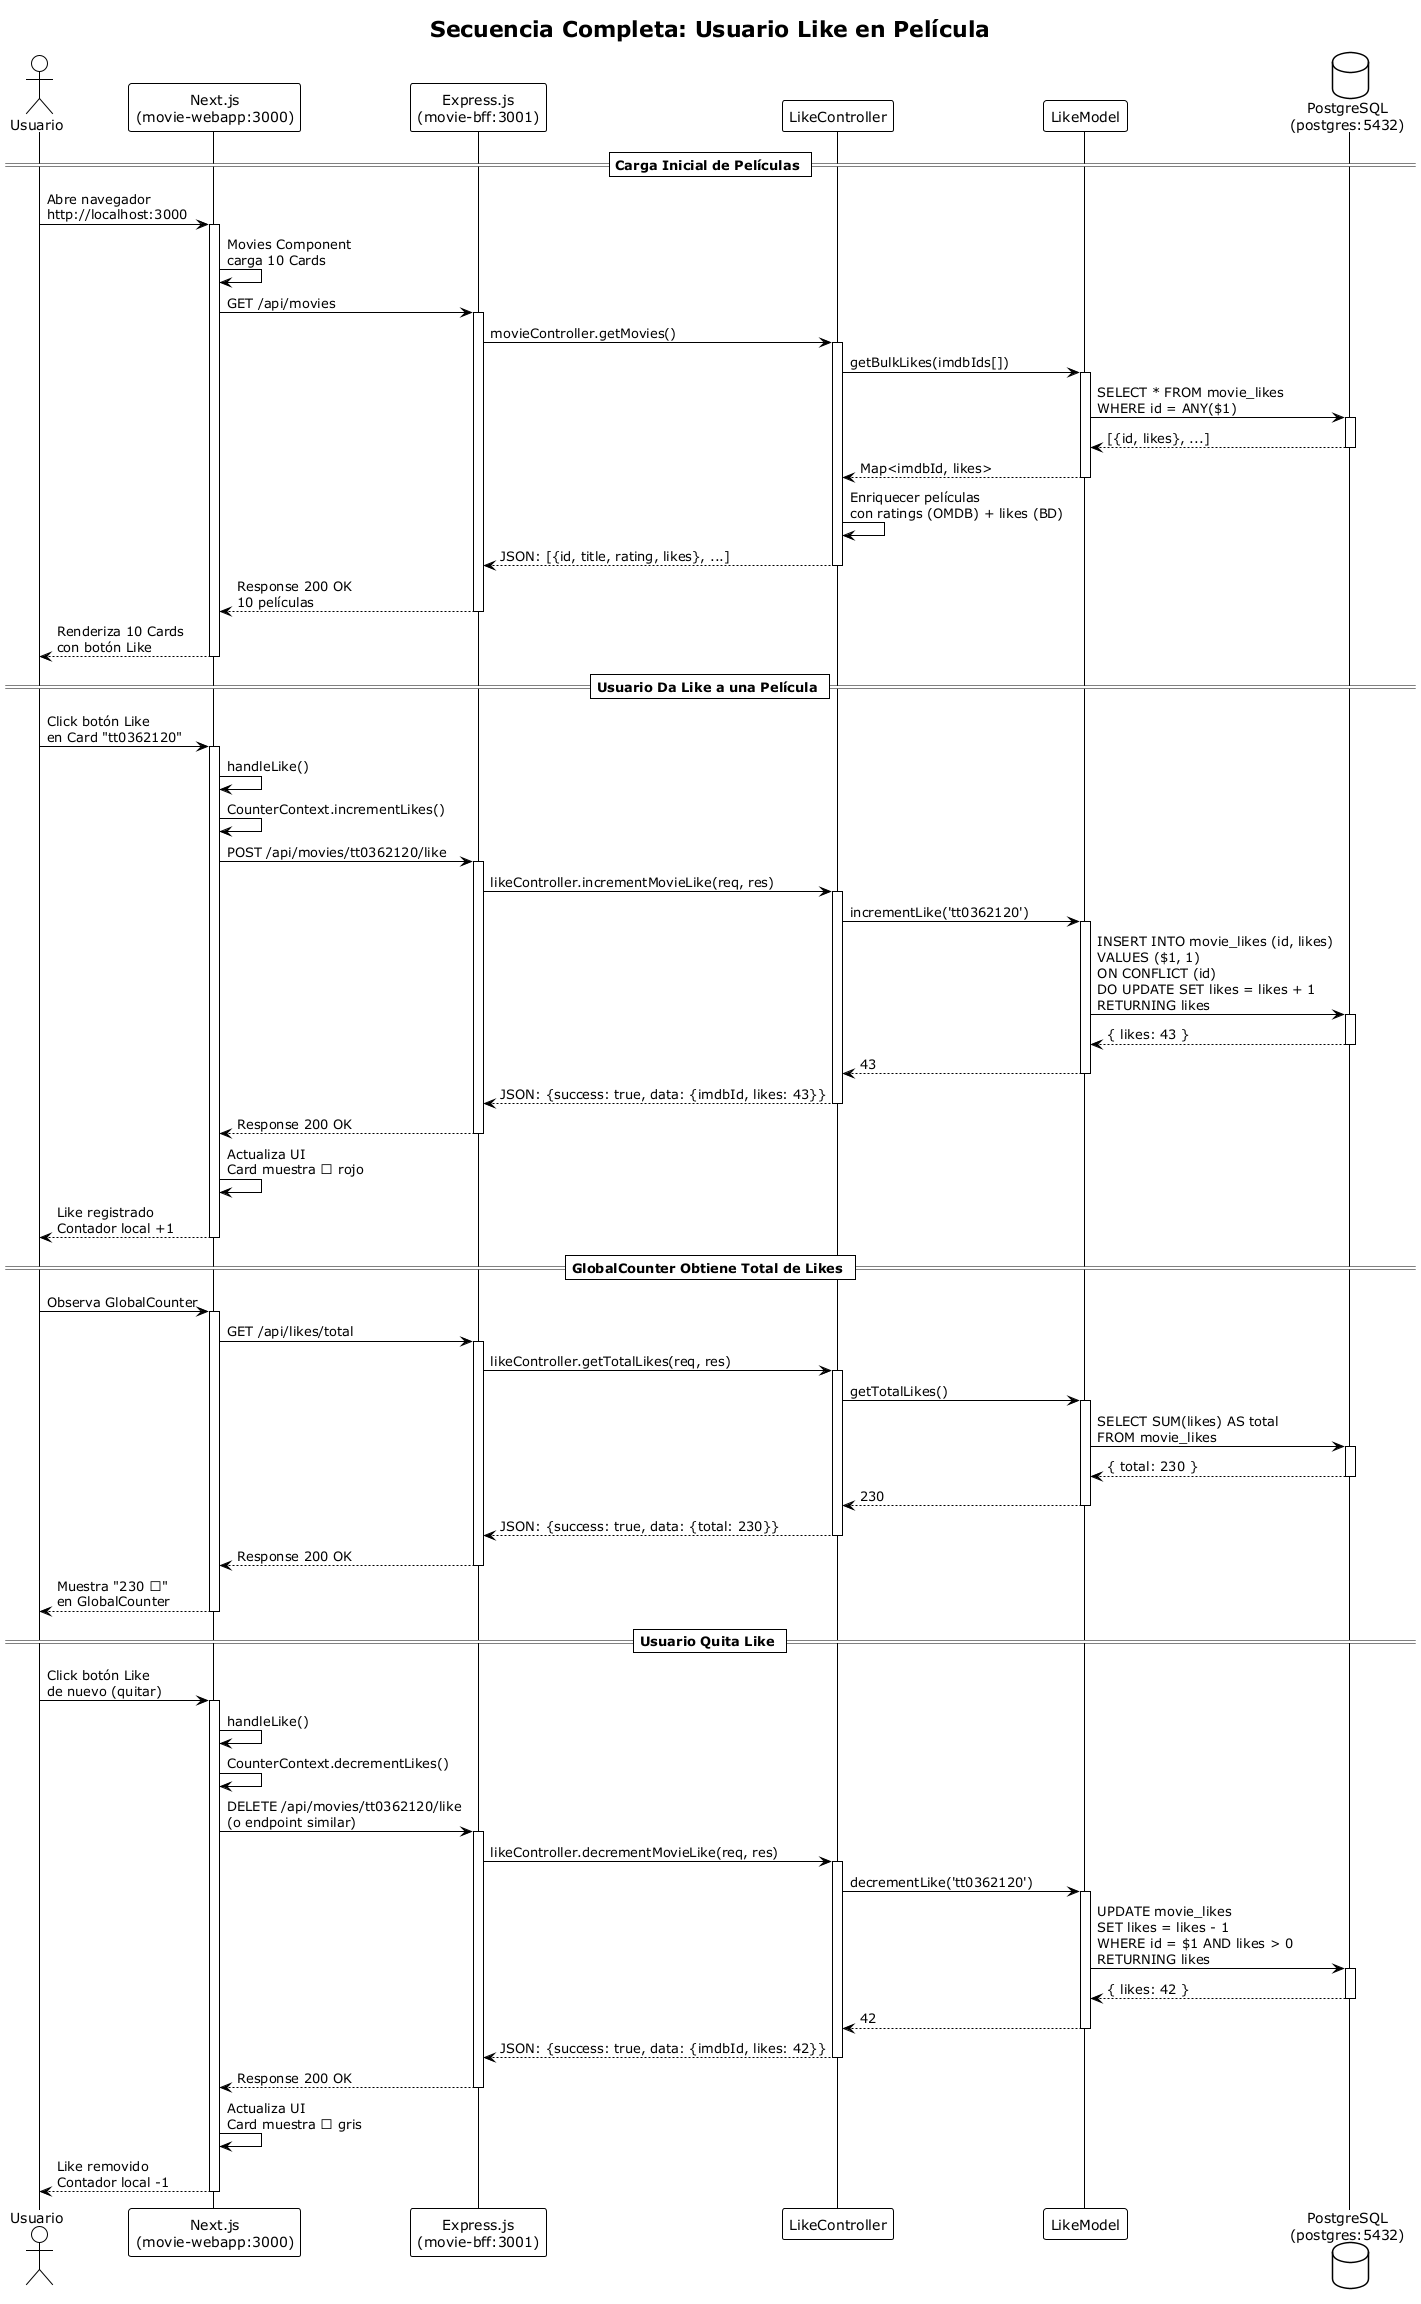 Secuencia Completa: Usuario Like en Película
Usuario
Next.js
(movie-webapp:3000)
Express.js
(movie-bff:3001)
LikeController
LikeModel
PostgreSQL
(postgres:5432)
Carga Inicial de Películas
Abre navegador
http://localhost:3000
Movies Component
carga 10 Cards
GET /api/movies
movieController.getMovies()
getBulkLikes(imdbIds[])
SELECT * FROM movie_likes
WHERE id = ANY($1)
[{id, likes}, ...]
Map<imdbId, likes>
Enriquecer películas
con ratings (OMDB) + likes (BD)
JSON: [{id, title, rating, likes}, ...]
Response 200 OK
10 películas
Renderiza 10 Cards
con botón Like
Usuario Da Like a una Película
Click botón Like
en Card "tt0362120"
handleLike()
CounterContext.incrementLikes()
POST /api/movies/tt0362120/like
likeController.incrementMovieLike(req, res)
incrementLike('tt0362120')
INSERT INTO movie_likes (id, likes)
VALUES ($1, 1)
ON CONFLICT (id)
DO UPDATE SET likes = likes + 1
RETURNING likes
{ likes: 43 }
43
JSON: {success: true, data: {imdbId, likes: 43}}
Response 200 OK
Actualiza UI
Card muestra □ rojo
Like registrado
Contador local +1
GlobalCounter Obtiene Total de Likes
Observa GlobalCounter
GET /api/likes/total
likeController.getTotalLikes(req, res)
getTotalLikes()
SELECT SUM(likes) AS total
FROM movie_likes
{ total: 230 }
230
JSON: {success: true, data: {total: 230}}
Response 200 OK
Muestra "230 □"
en GlobalCounter
Usuario Quita Like
Click botón Like
de nuevo (quitar)
handleLike()
CounterContext.decrementLikes()
DELETE /api/movies/tt0362120/like
(o endpoint similar)
likeController.decrementMovieLike(req, res)
decrementLike('tt0362120')
UPDATE movie_likes
SET likes = likes - 1
WHERE id = $1 AND likes > 0
RETURNING likes
{ likes: 42 }
42
JSON: {success: true, data: {imdbId, likes: 42}}
Response 200 OK
Actualiza UI
Card muestra □ gris
Like removido
Contador local -1
Usuario
Next.js
(movie-webapp:3000)
Express.js
(movie-bff:3001)
LikeController
LikeModel
PostgreSQL
(postgres:5432)